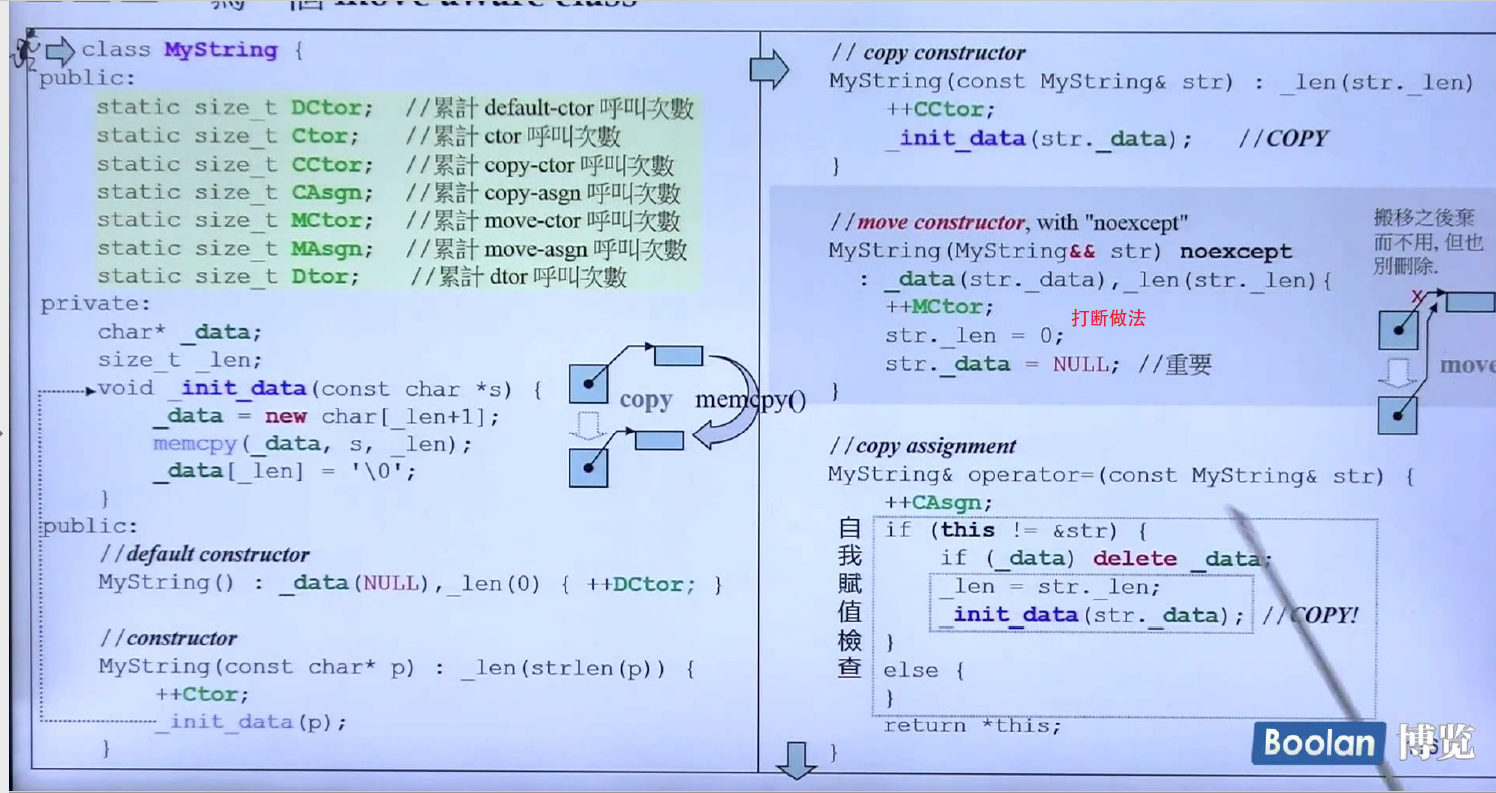 move aware class
class MyString {
public:
static size_t DCtor; //累計 default-ctor 呼叫次數
static size_t Ctor; //累計 ctor 呼叫次數
static size_t CCtor; //累計 copy-ctor 呼叫次數
static size_t CAsgn; //累計 copy-asgn 呼叫次數
static size_t MCtor; //累計 move-ctor 呼叫次數
static size_t MAsgn; //累計 move-asgn 呼叫次數
static size_t Dtor; //累計 dtor 呼叫次數
private:
char* _data;
size_t _len;
void _init_data(const char *s) {
_data = new char[_len+1];
memcpy(_data, s, _len);
_data[_len] = '\0';
}
copy memcpy()
public:
//default constructor
MyString() : _data(NULL),_len(0) { ++DCtor; }
//constructor
MyString(const char* p) : _len(strlen(p)) {
++Ctor;
_init_data(p);
}
// copy constructor
MyString(const MyString& str) : _len(str._len)
++CCtor;
_init_data(str._data); //COPY
}
//move constructor, with "noexcept"
MyString(MyString&& str) noexcept
: _data(str._data),_len(str._len){
++MCtor;
打断做法
str._len = 0;
str._data = NULL; //重要
}
搬移之後棄
而不用, 但也
別刪除.
x
move
//copy assignment
MyString& operator=(const MyString& str) {
++CAsgn;
自我賦值檢查
if (this != &str) {
if (_data) delete _data;
_len = str._len;
_init_data(str._data); //COPY!
}
else {
}
return *this;
}
Boolan 博览